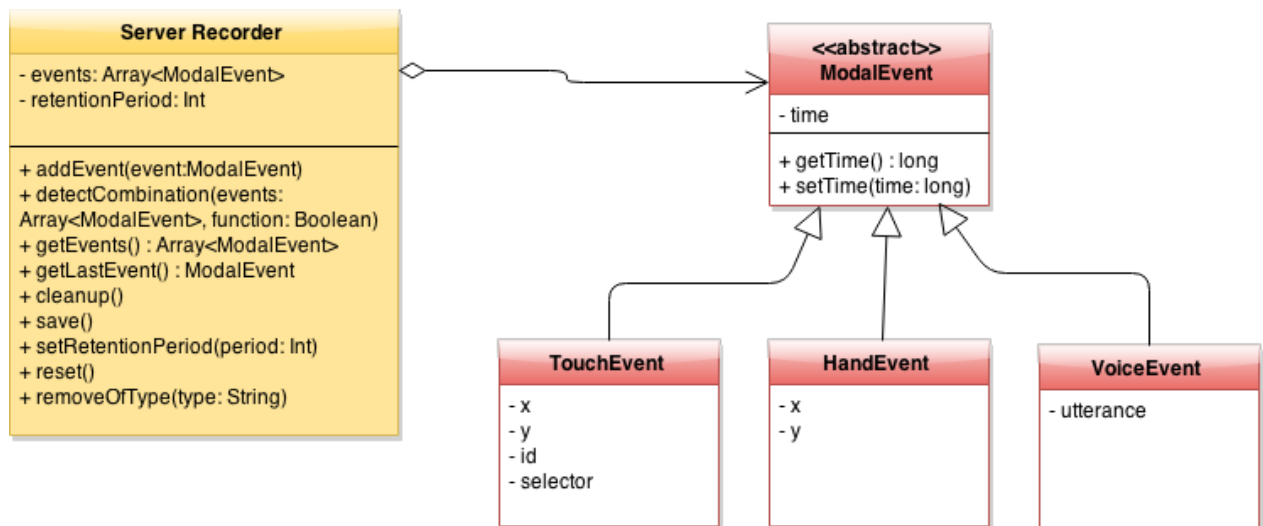 Server Recorder
- events: Array<ModalEvent>
- retentionPeriod: Int
+ addEvent(event:ModalEvent)
+ detectCombination(events:
Array<ModalEvent>, function: Boolean)
+ getEvents() : Array<ModalEvent>
+ getLastEvent() : ModalEvent
+ cleanup()
+ save()
+ setRetentionPeriod(period: Int)
+ reset()
+ removeOfType(type: String)
<<abstract>>
ModalEvent
- time
+ getTime() : long
+ setTime(time: long)
TouchEvent
- x
- y
- id
- selector
HandEvent
- x
- y
VoiceEvent
- utterance